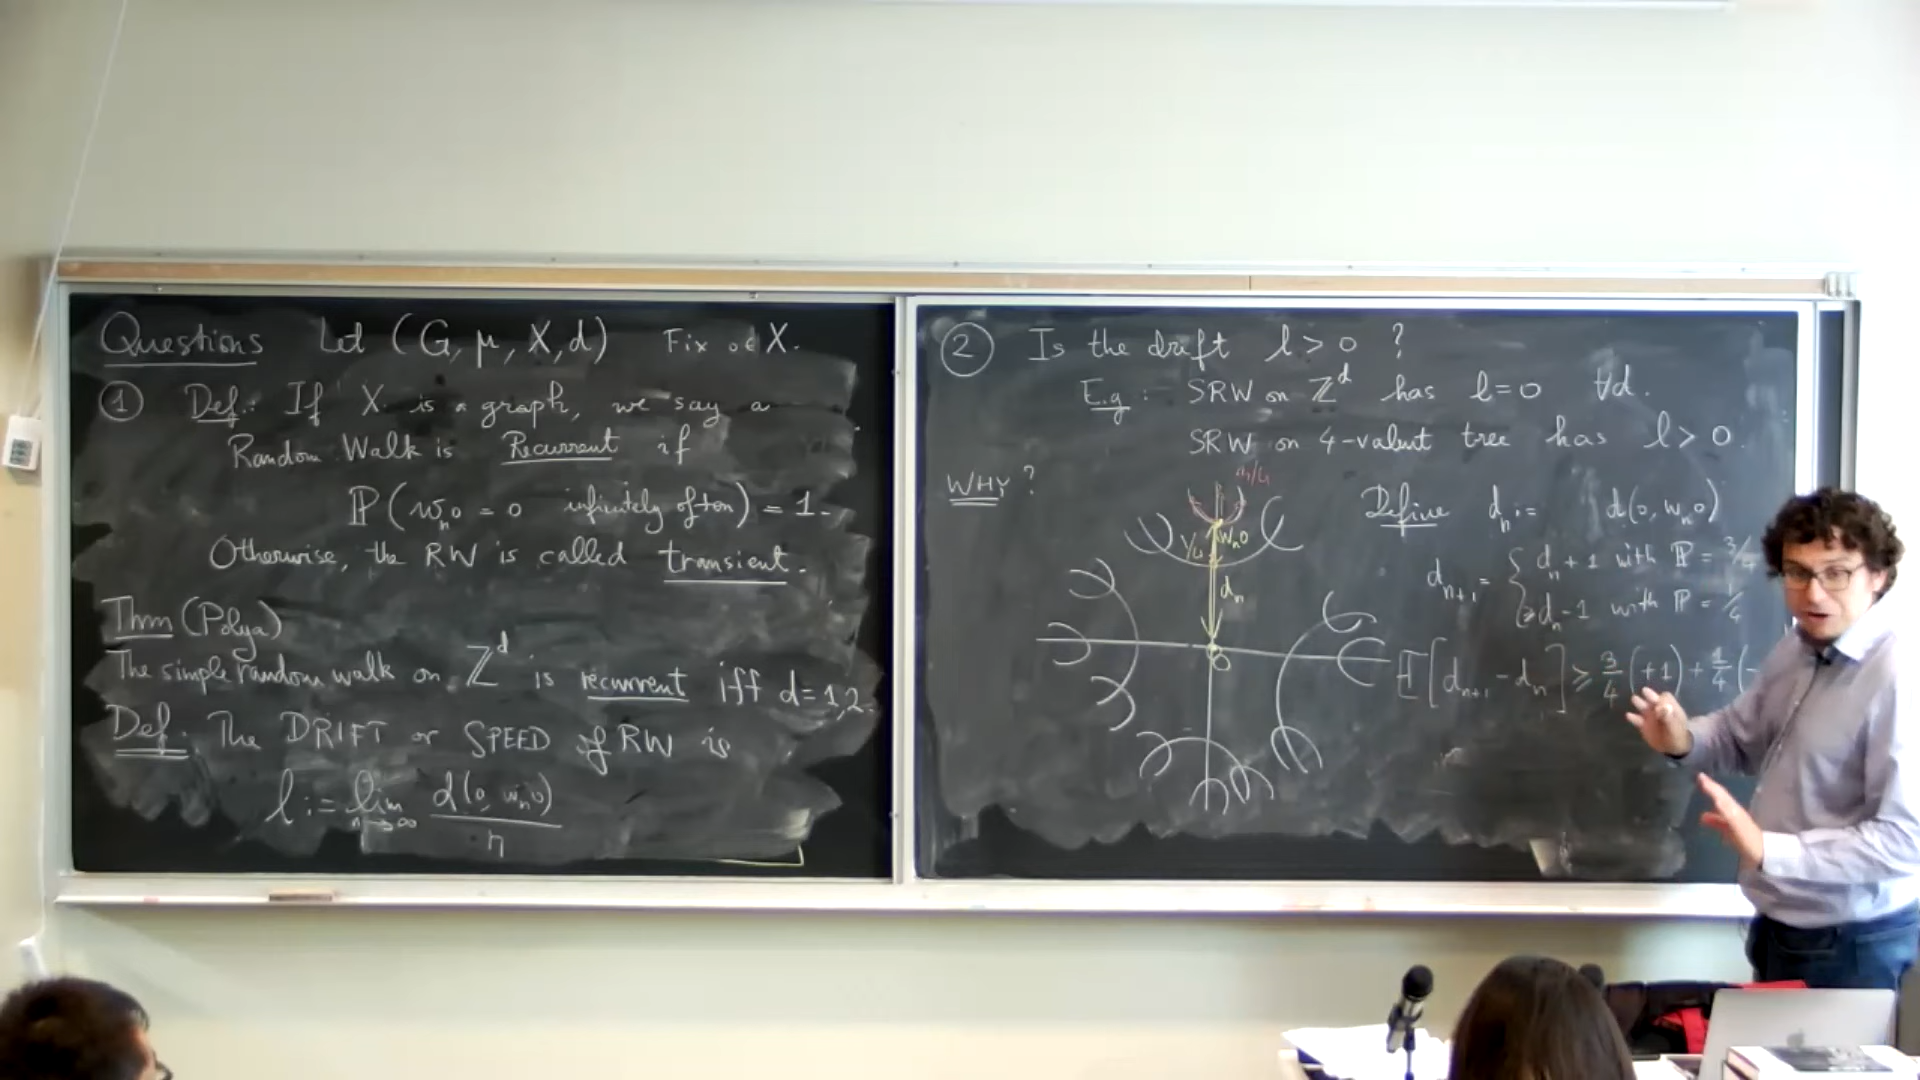 Questions Let (G, μ, X, d) Fix o∈X.
① Def.: If X is a graph, we say a
Random Walk is Recurrent if
ℙ(w_n o = o infinitely often) = 1.
Otherwise, the RW is called transient.
Thm (Polya)
The simple random walk on ℤ^d is recurrent iff d=1,2.
Def. The DRIFT or SPEED of RW is
l := lim_{n→∞} d(o, w_n o) / n
② Is the drift l > 0 ?
E.g : SRW on ℤ^d has l=0 ∀d.
SRW on 4-valent tree has l > 0.
WHY ?
1/4 w_n o
d_n
o
Define d_n := d(o, w_n o)
d_{n+1} = { d_n + 1 with ℙ = 3/4
≥ d_n - 1 with ℙ = 1/4
𝔼[d_{n+1} - d_n] ≥ 3/4 (+1) + 1/4 (-